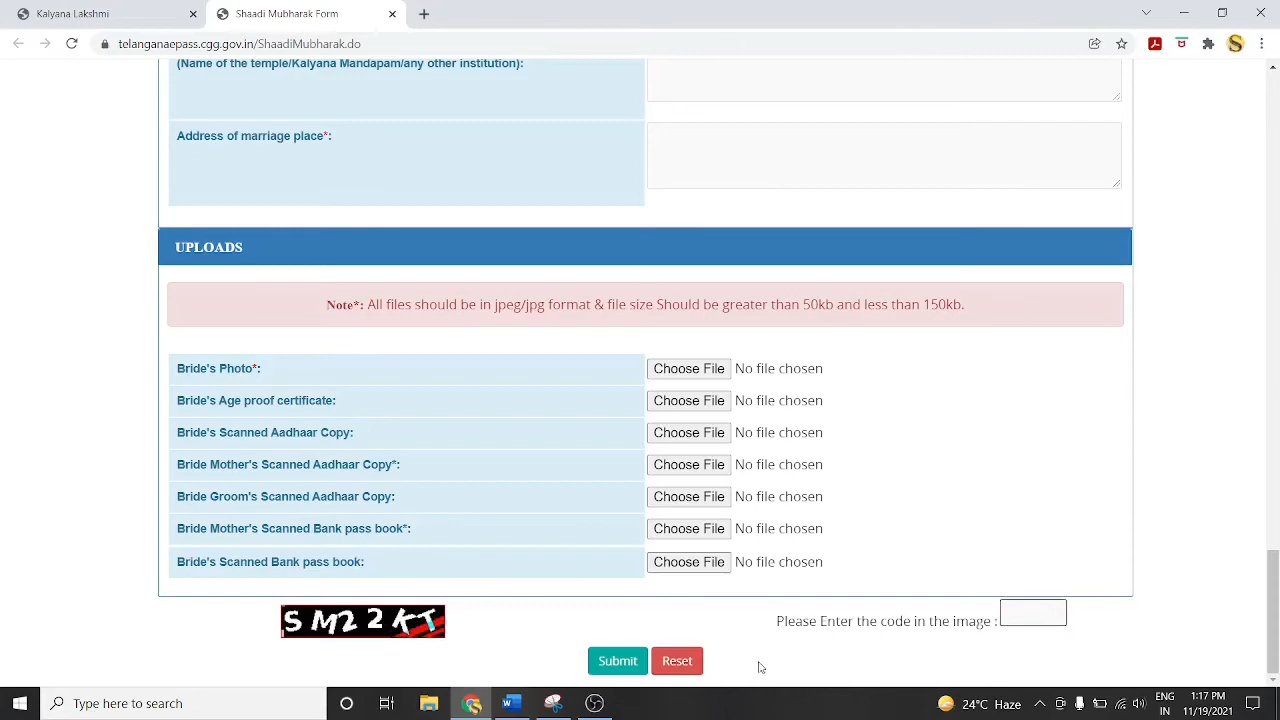 Kalyana Lakshmi
Shaadi Mubarak Form
telanganaepass.cgg.gov.in/ShaadiMubharak.do
(Name of the temple/Kalyana Mandapam/any other institution):
Address of marriage place*:
UPLOADS
Note*: All files should be in jpeg/jpg format & file size Should be greater than 50kb and less than 150kb.
Bride's Photo*: Choose File No file chosen
Bride's Age proof certificate: Choose File No file chosen
Bride's Scanned Aadhaar Copy: Choose File No file chosen
Bride Mother's Scanned Aadhaar Copy*: Choose File No file chosen
Bride Groom's Scanned Aadhaar Copy: Choose File No file chosen
Bride Mother's Scanned Bank pass book*: Choose File No file chosen
Bride's Scanned Bank pass book: Choose File No file chosen
S M2 2 KT Please Enter the code in the image :
Submit Reset
Type here to search 24°C Haze ENG 1:17 PM
IN 11/19/2021